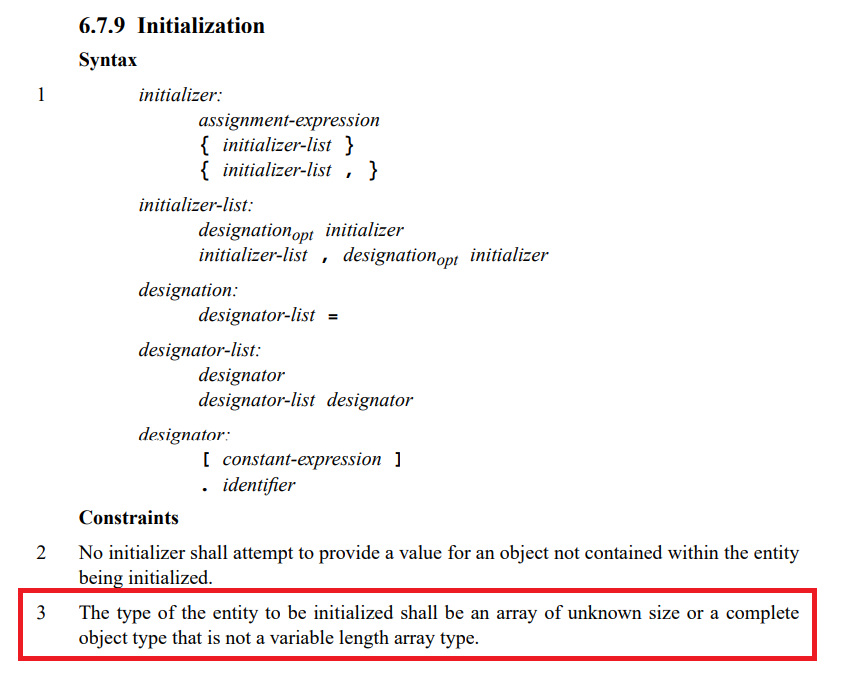 6.7.9 Initialization
Syntax
1 initializer:
assignment-expression
{ initializer-list }
{ initializer-list , }
initializer-list:
designationopt initializer
initializer-list , designationopt initializer
designation:
designator-list =
designator-list:
designator
designator-list designator
designator:
[ constant-expression ]
. identifier
Constraints
2 No initializer shall attempt to provide a value for an object not contained within the entity
being initialized.
3 The type of the entity to be initialized shall be an array of unknown size or a complete
object type that is not a variable length array type.